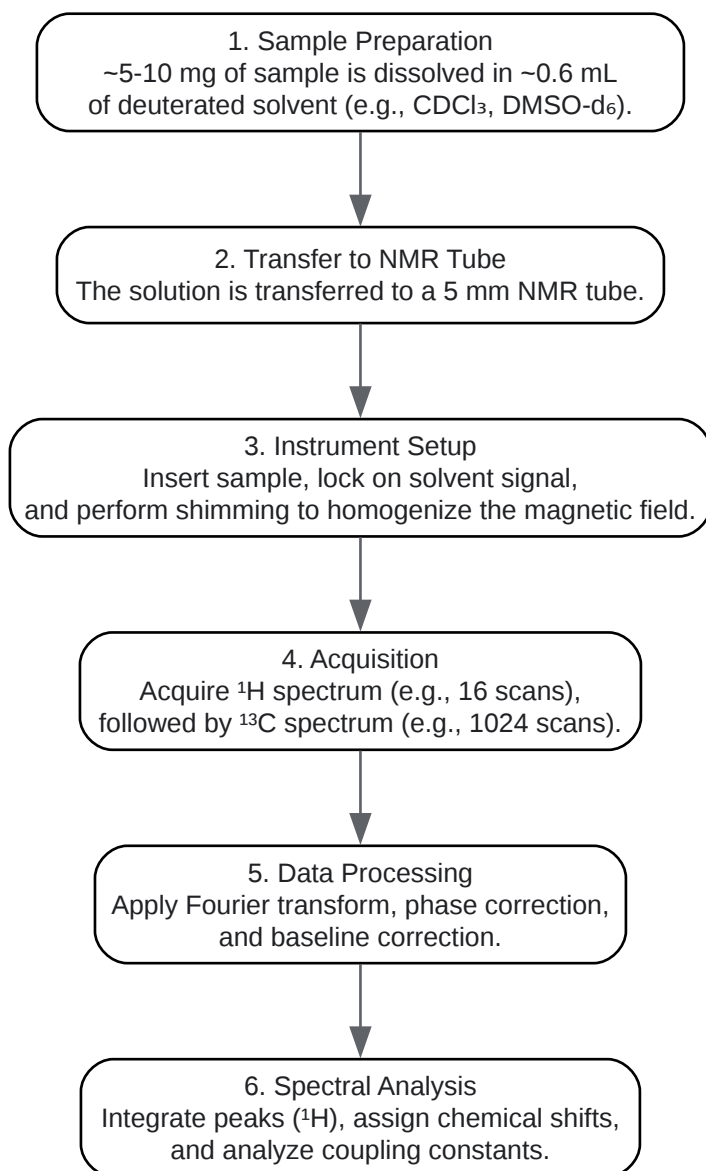 1. Sample Preparation
~5-10 mg of sample is dissolved in ~0.6 mL
of deuterated solvent (e.g., CDCl₃, DMSO-d₆).
2. Transfer to NMR Tube
The solution is transferred to a 5 mm NMR tube.
3. Instrument Setup
Insert sample, lock on solvent signal,
and perform shimming to homogenize the magnetic field.
4. Acquisition
Acquire ¹H spectrum (e.g., 16 scans),
followed by ¹³C spectrum (e.g., 1024 scans).
5. Data Processing
Apply Fourier transform, phase correction,
and baseline correction.
6. Spectral Analysis
Integrate peaks (¹H), assign chemical shifts,
and analyze coupling constants.